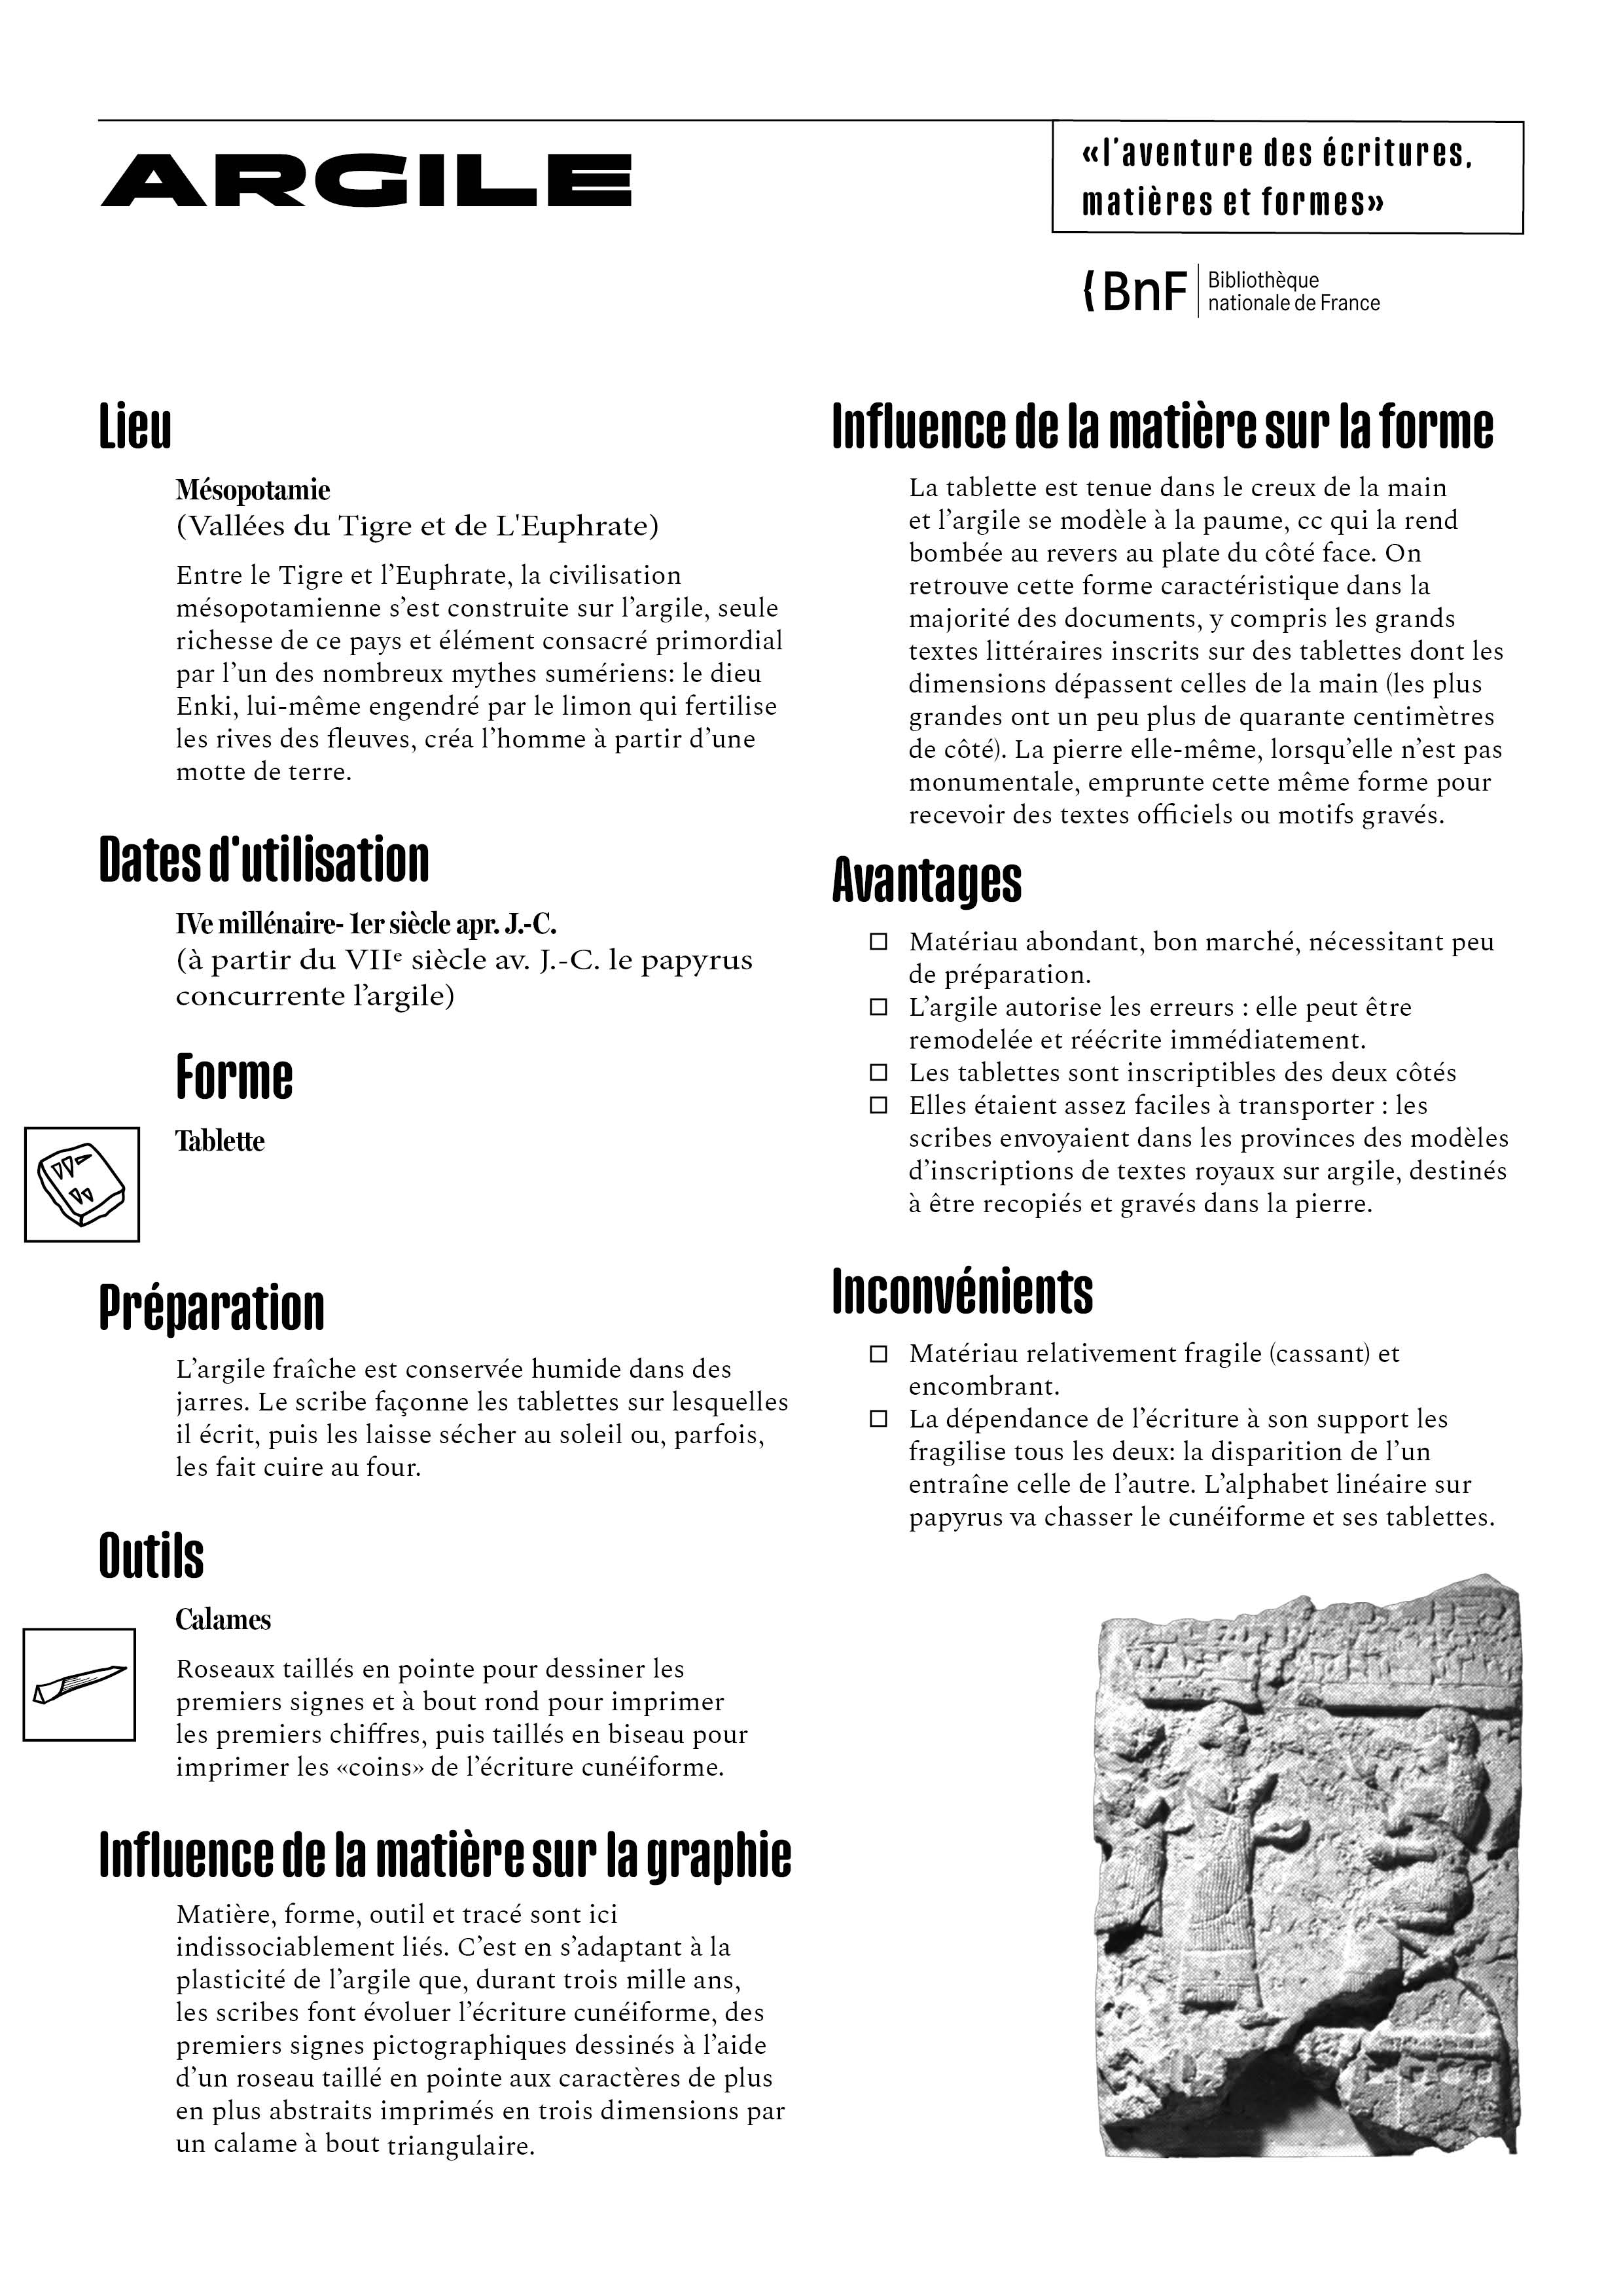 ARGILE
«l’aventure des écritures,
matières et formes»
{BnF
Bibliothèque
nationale de France
Lieu
Mésopotamie
(Vallées du Tigre et de L'Euphrate)
Entre le Tigre et l’Euphrate, la civilisation
mésopotamienne s’est construite sur l’argile, seule
richesse de ce pays et élément consacré primordial
par l’un des nombreux mythes sumériens: le dieu
Enki, lui-même engendré par le limon qui fertilise
les rives des fleuves, créa l’homme à partir d’une
motte de terre.
Dates d'utilisation
IVe millénaire- 1er siècle apr. J.-C.
(à partir du VIIᵉ siècle av. J.-C. le papyrus
concurrente l’argile)
Forme
Tablette
Préparation
L’argile fraîche est conservée humide dans des
jarres. Le scribe façonne les tablettes sur lesquelles
il écrit, puis les laisse sécher au soleil ou, parfois,
les fait cuire au four.
Outils
Calames
Roseaux taillés en pointe pour dessiner les
premiers signes et à bout rond pour imprimer
les premiers chiffres, puis taillés en biseau pour
imprimer les «coins» de l’écriture cunéiforme.
Influence de la matière sur la graphie
Matière, forme, outil et tracé sont ici
indissociablement liés. C’est en s’adaptant à la
plasticité de l’argile que, durant trois mille ans,
les scribes font évoluer l’écriture cunéiforme, des
premiers signes pictographiques dessinés à l’aide
d’un roseau taillé en pointe aux caractères de plus
en plus abstraits imprimés en trois dimensions par
un calame à bout triangulaire.
Influence de la matière sur la forme
La tablette est tenue dans le creux de la main
et l’argile se modèle à la paume, cc qui la rend
bombée au revers au plate du côté face. On
retrouve cette forme caractéristique dans la
majorité des documents, y compris les grands
textes littéraires inscrits sur des tablettes dont les
dimensions dépassent celles de la main (les plus
grandes ont un peu plus de quarante centimètres
de côté). La pierre elle-même, lorsqu’elle n’est pas
monumentale, emprunte cette même forme pour
recevoir des textes officiels ou motifs gravés.
Avantages
Matériau abondant, bon marché, nécessitant peu
de préparation.
L’argile autorise les erreurs : elle peut être
remodelée et réécrite immédiatement.
Les tablettes sont inscriptibles des deux côtés
Elles étaient assez faciles à transporter : les
scribes envoyaient dans les provinces des modèles
d’inscriptions de textes royaux sur argile, destinés
à être recopiés et gravés dans la pierre.
Inconvénients
Matériau relativement fragile (cassant) et
encombrant.
La dépendance de l’écriture à son support les
fragilise tous les deux: la disparition de l’un
entraîne celle de l’autre. L’alphabet linéaire sur
papyrus va chasser le cunéiforme et ses tablettes.